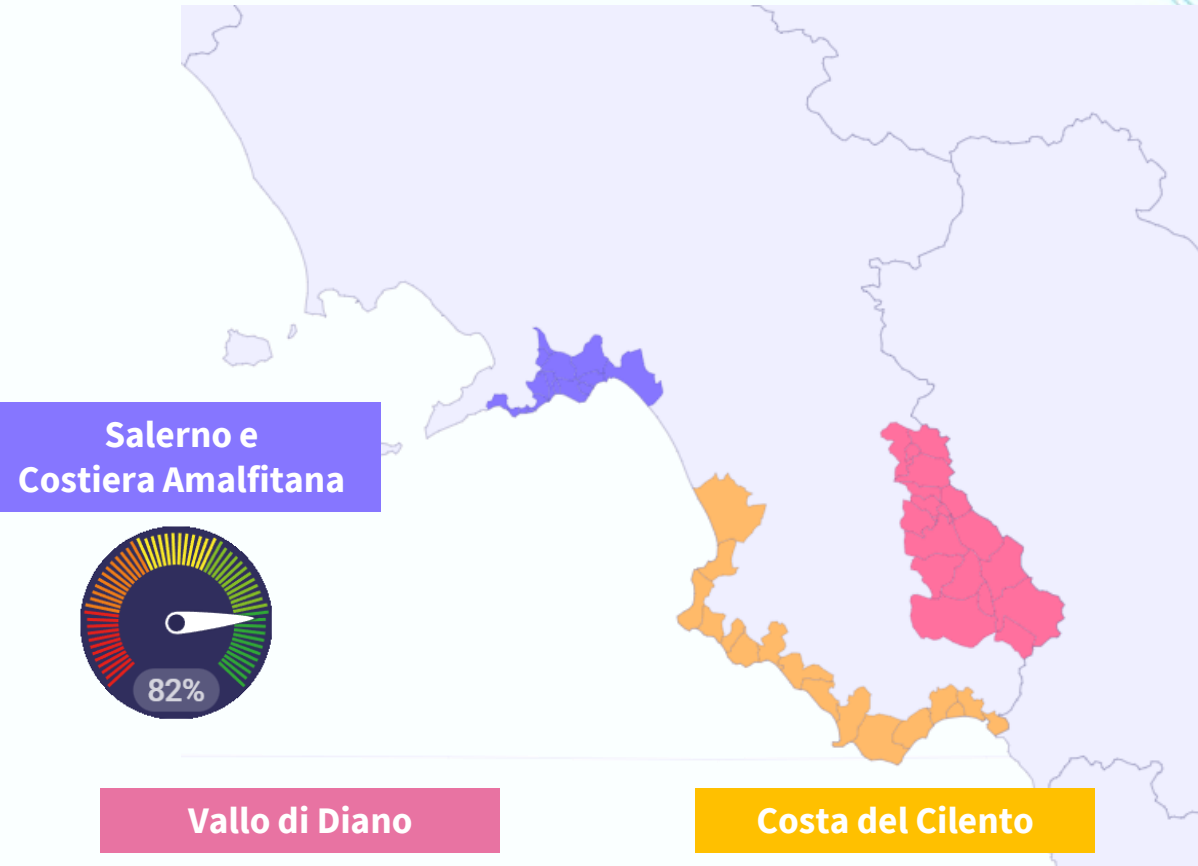 Salerno e
Costiera Amalfitana
82%
Vallo di Diano
Costa del Cilento